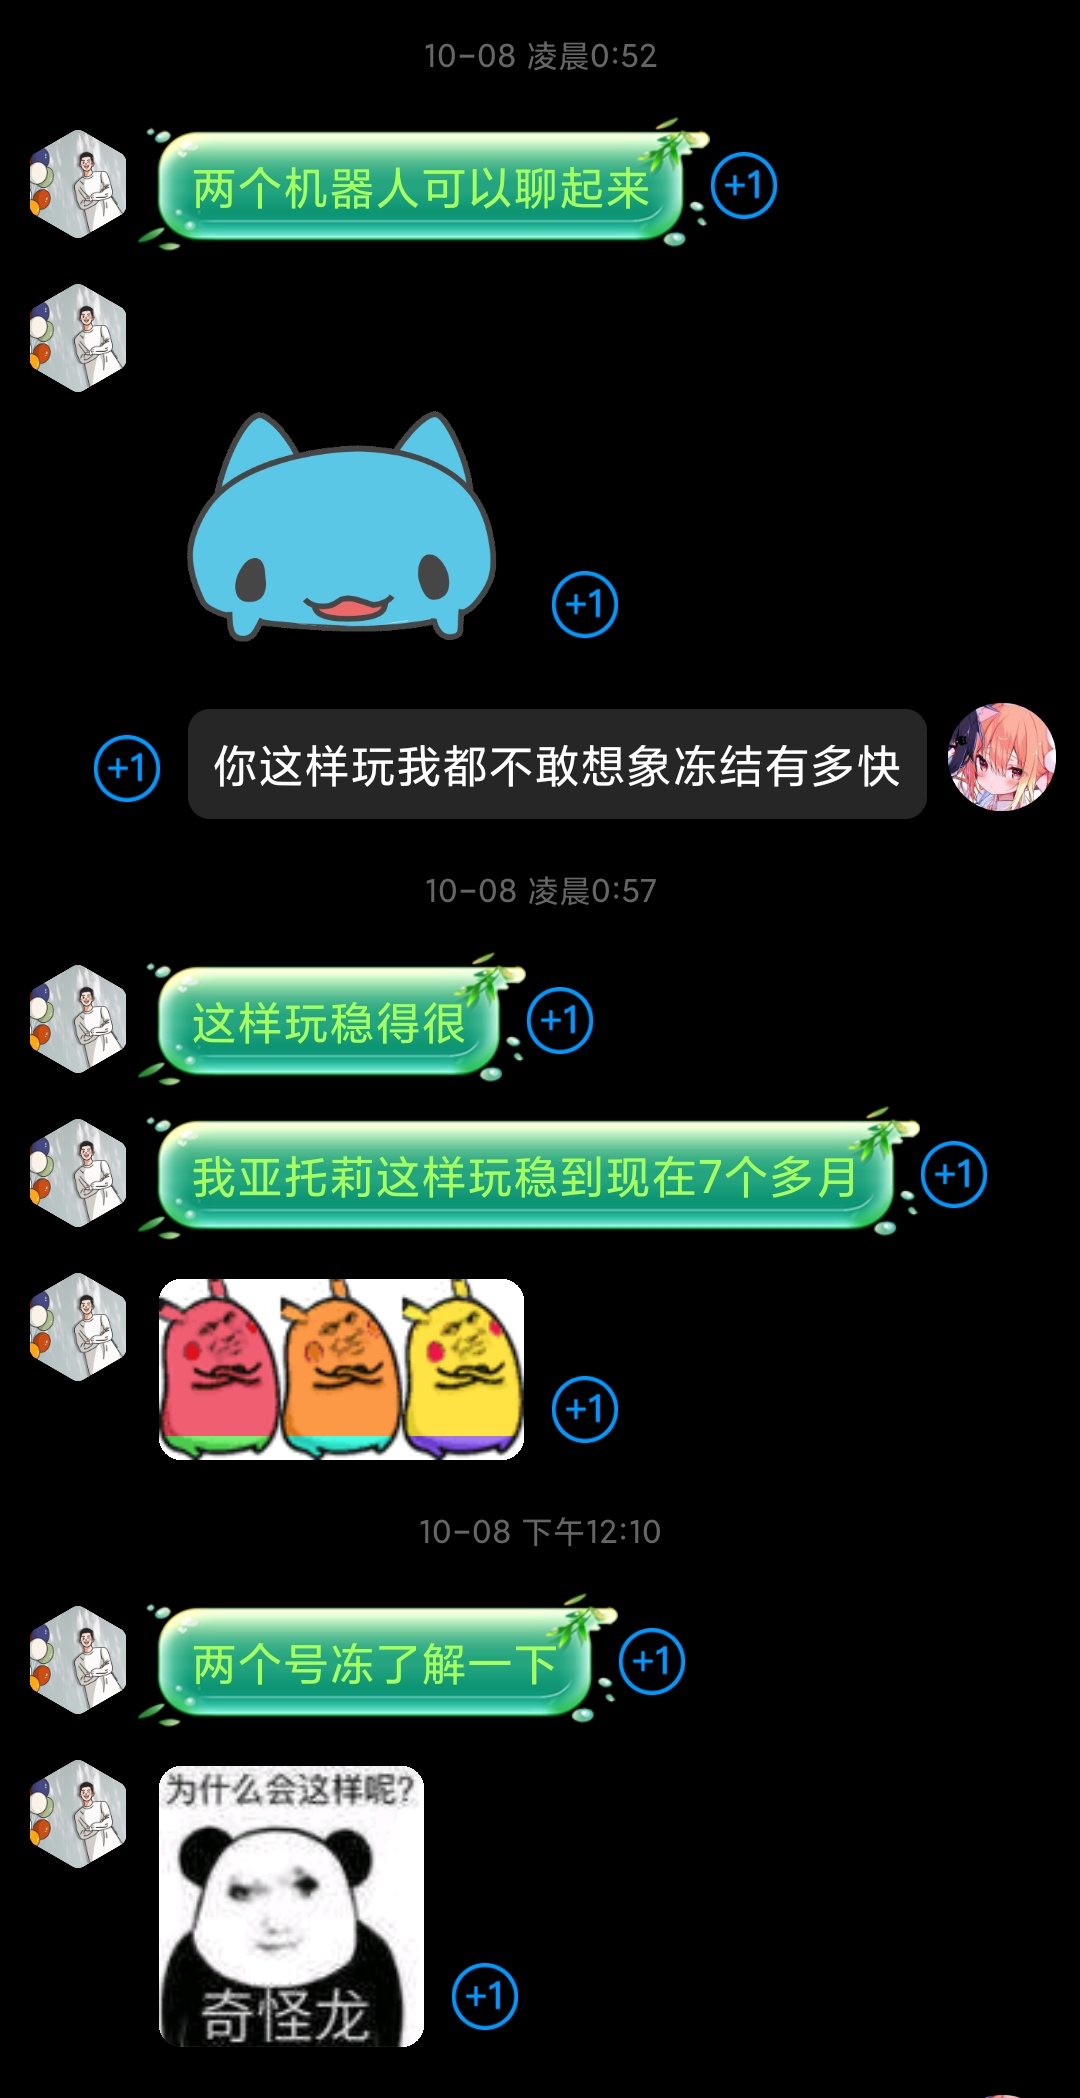 10-08 凌晨0:52
两个机器人可以聊起来
+1
+1
你这样玩我都不敢想象冻结有多快
+1
10-08 凌晨0:57
这样玩稳得很
+1
我亚托莉这样玩稳到现在7个多月
+1
+1
10-08 下午12:10
两个号冻了解一下
+1
为什么会这样呢?
奇怪龙
+1